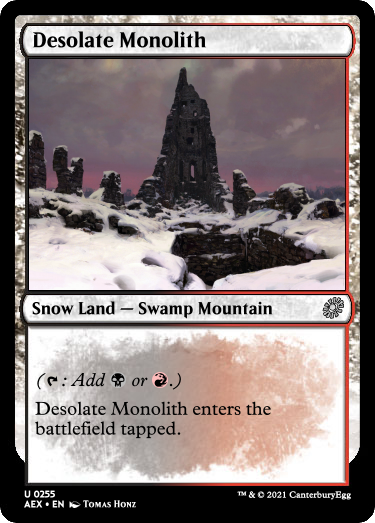 Desolate Monolith
Snow Land — Swamp Mountain
( : Add or .)
Desolate Monolith enters the
battlefield tapped.
U 0255
AEX • EN Tomas Honz
™ & © 2021 CanterburyEgg